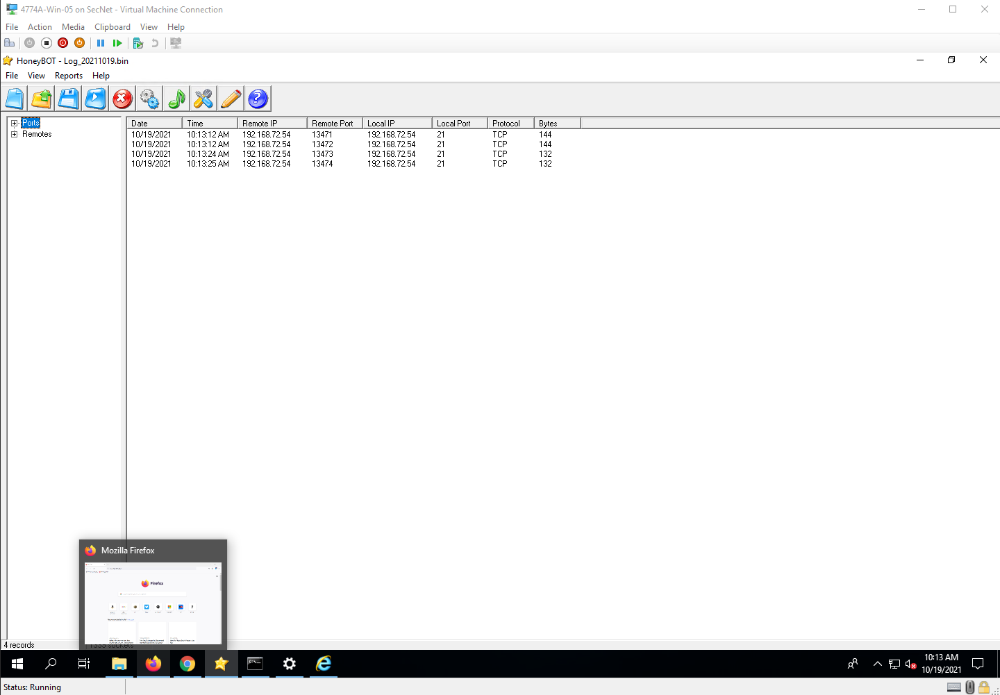 4774A-Win-05 on SecNet - Virtual Machine Connection
File Action Media Clipboard View Help
HoneyBOT - Log_20211019.bin
File View Reports Help
Ports
Remotes
Date Time Remote IP Remote Port Local IP Local Port Protocol Bytes
10/19/2021 10:13:12 AM 192.168.72.54 13471 192.168.72.54 21 TCP 144
10/19/2021 10:13:12 AM 192.168.72.54 13472 192.168.72.54 21 TCP 144
10/19/2021 10:13:24 AM 192.168.72.54 13473 192.168.72.54 21 TCP 132
10/19/2021 10:13:25 AM 192.168.72.54 13474 192.168.72.54 21 TCP 132
Mozilla Firefox
Firefox
4 records
10:13 AM
10/19/2021
Status: Running